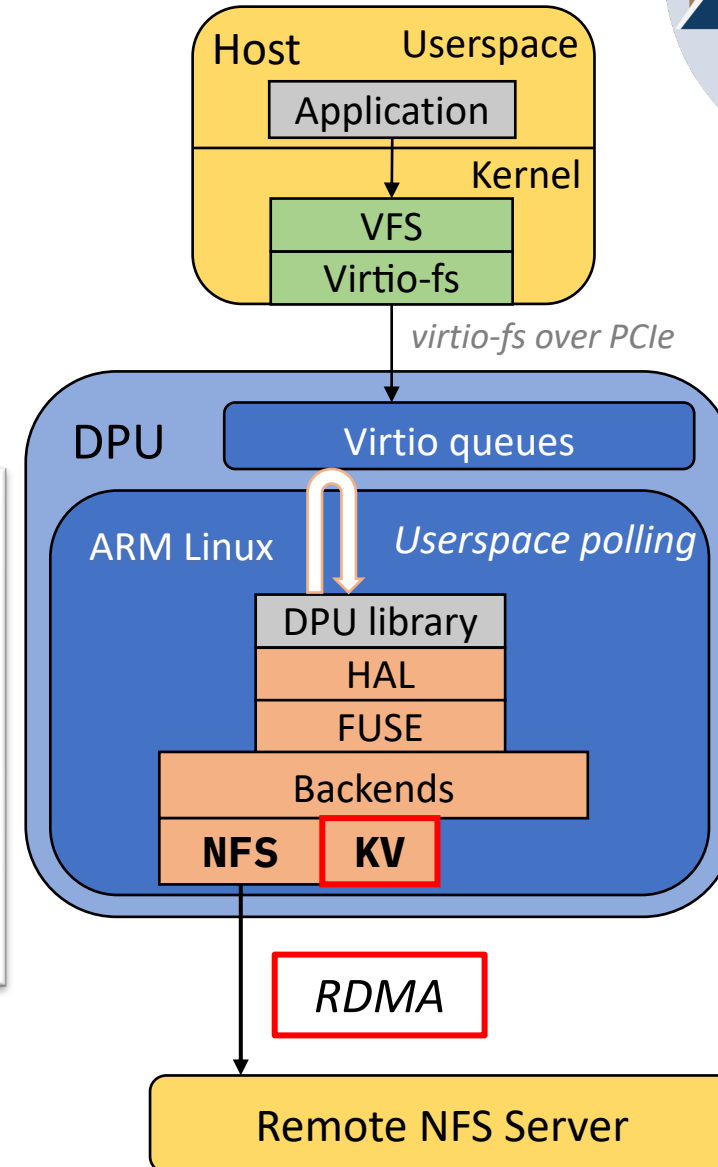 Host Userspace
Application
Kernel
VFS
Virtio-fs
virtio-fs over PCIe
DPU
Virtio queues
ARM Linux
Userspace polling
DPU library
HAL
FUSE
Backends
NFS
KV
RDMA
Remote NFS Server